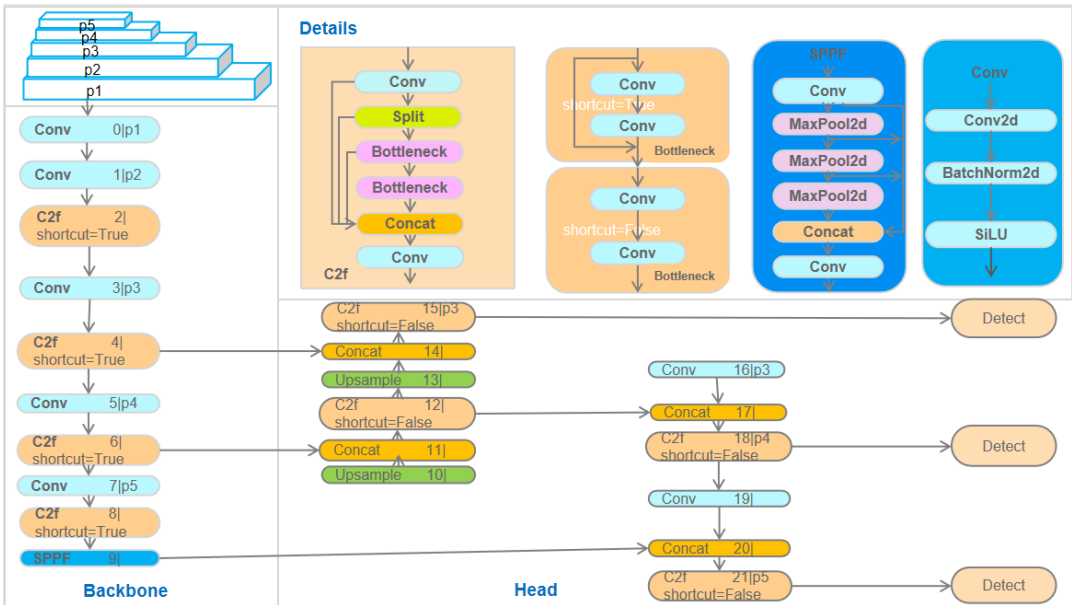 p5
p4
p3
p2
p1
Conv 0|p1
Conv 1|p2
C2f 2|
shortcut=True
Conv 3|p3
C2f 4|
shortcut=True
Conv 5|p4
C2f 6|
shortcut=True
Conv 7|p5
C2f 8|
shortcut=True
SPPF 9|
Backbone
Details
Conv
Split
Bottleneck
Bottleneck
Concat
Conv
C2f
Conv
shortcut=True
Conv
Bottleneck
Conv
shortcut=False
Conv
Bottleneck
SPPF
Conv
MaxPool2d
MaxPool2d
MaxPool2d
Concat
Conv
Conv
Conv2d
BatchNorm2d
SiLU
C2f 15|p3
shortcut=False
Concat 14|
Upsample 13|
C2f 12|
shortcut=False
Concat 11|
Upsample 10|
Conv 16|p3
Concat 17|
C2f 18|p4
shortcut=False
Conv 19|
Concat 20|
C2f 21|p5
shortcut=False
Detect
Detect
Detect
Head